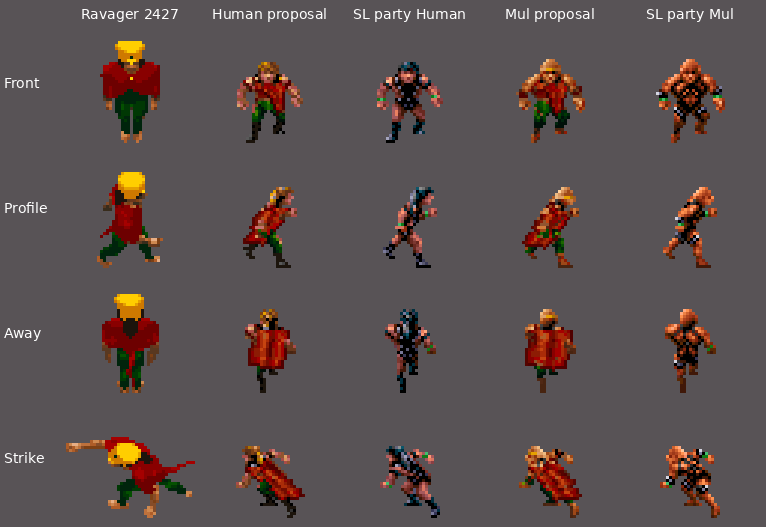 Ravager 2427 Human proposal SL party Human Mul proposal SL party Mul
Front
Profile
Away
Strike